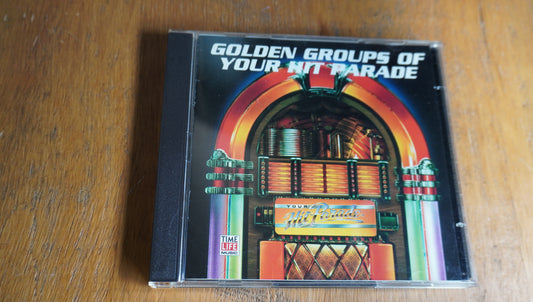 GOLDEN GROUPS OF
YOUR HIT PARADE
YOUR
Hit Parade
TIME
LIFE
MUSIC